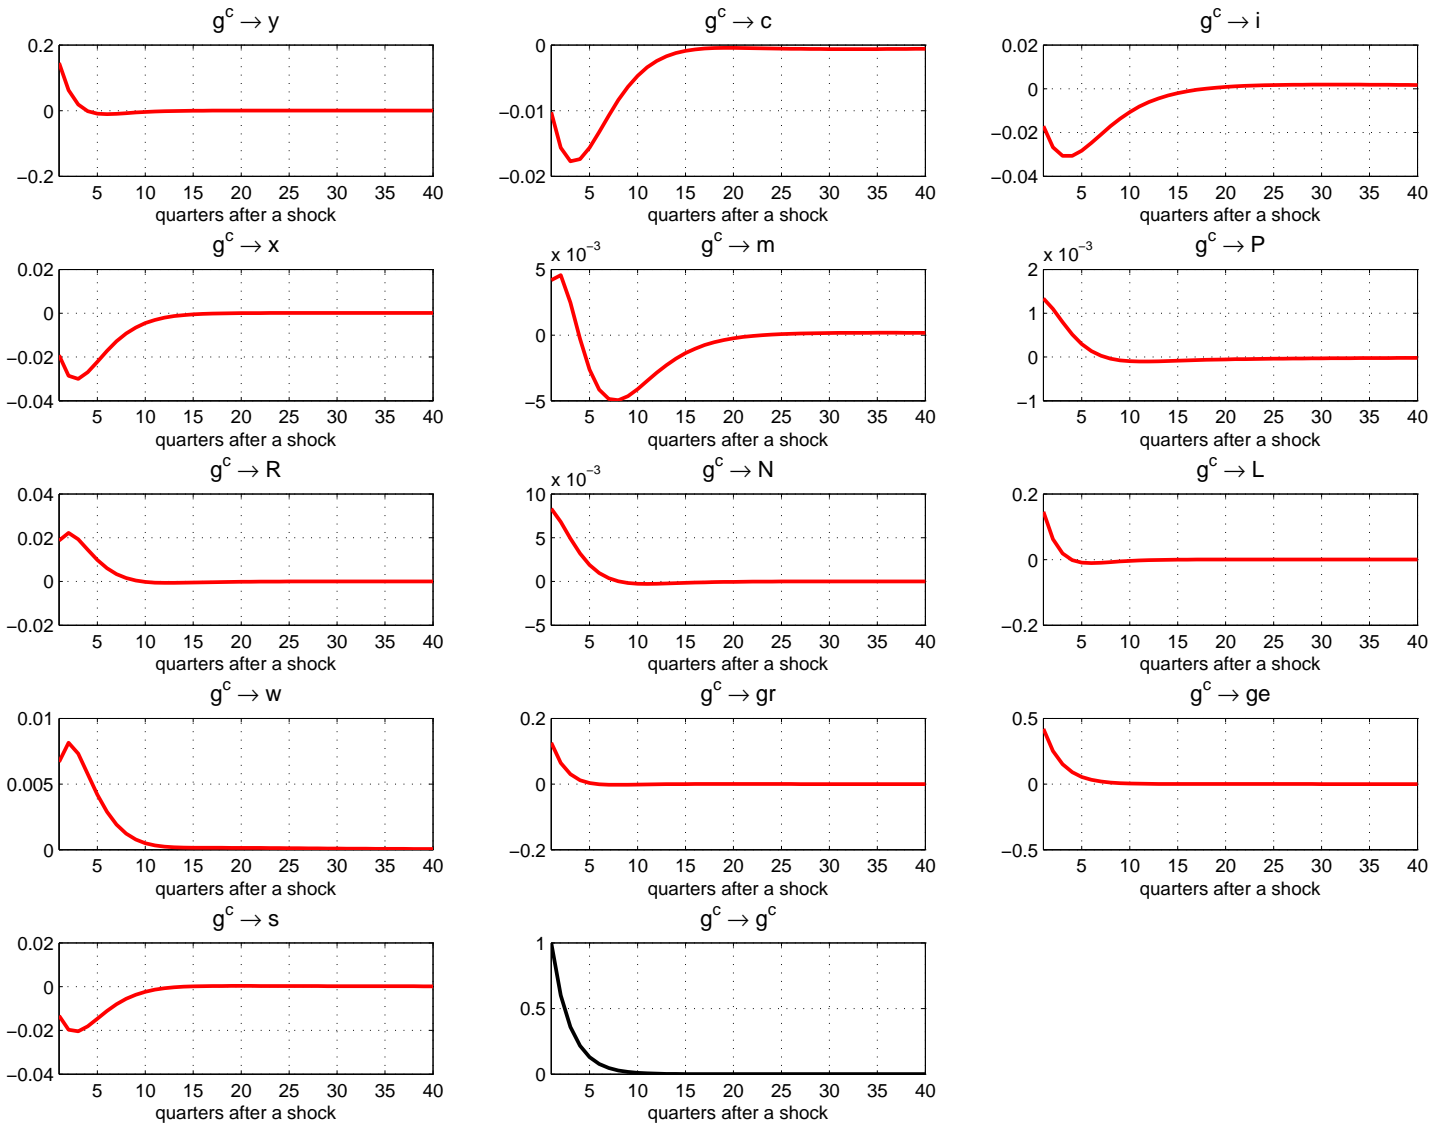 g^c → y
0.2
0
−0.2
5 10 15 20 25 30 35 40
quarters after a shock
g^c → c
0
−0.01
−0.02
5 10 15 20 25 30 35 40
quarters after a shock
g^c → i
0.02
0
−0.02
−0.04
5 10 15 20 25 30 35 40
quarters after a shock
g^c → x
0.02
0
−0.02
−0.04
5 10 15 20 25 30 35 40
quarters after a shock
g^c → m
x 10^−3
5
0
−5
5 10 15 20 25 30 35 40
quarters after a shock
g^c → P
x 10^−3
2
1
0
−1
5 10 15 20 25 30 35 40
quarters after a shock
g^c → R
0.04
0.02
0
−0.02
5 10 15 20 25 30 35 40
quarters after a shock
g^c → N
x 10^−3
10
5
0
−5
5 10 15 20 25 30 35 40
quarters after a shock
g^c → L
0.2
0
−0.2
5 10 15 20 25 30 35 40
quarters after a shock
g^c → w
0.01
0.005
0
5 10 15 20 25 30 35 40
quarters after a shock
g^c → gr
0.2
0
−0.2
5 10 15 20 25 30 35 40
quarters after a shock
g^c → ge
0.5
0
−0.5
5 10 15 20 25 30 35 40
quarters after a shock
g^c → s
0.02
0
−0.02
−0.04
5 10 15 20 25 30 35 40
quarters after a shock
g^c → g^c
1
0.5
0
5 10 15 20 25 30 35 40
quarters after a shock